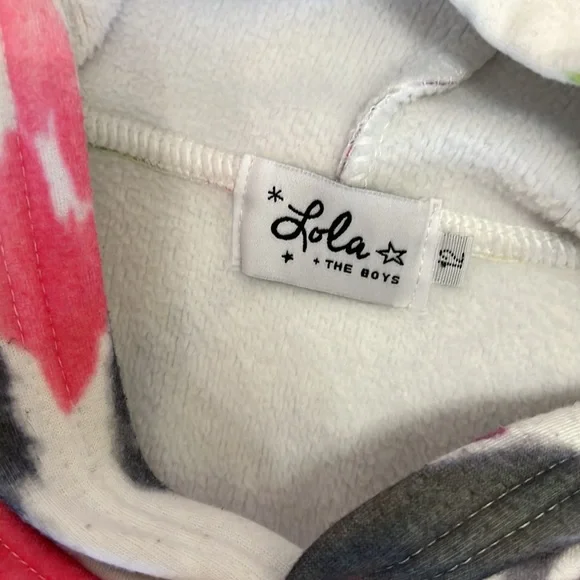 Lola
+ THE BOYS
12